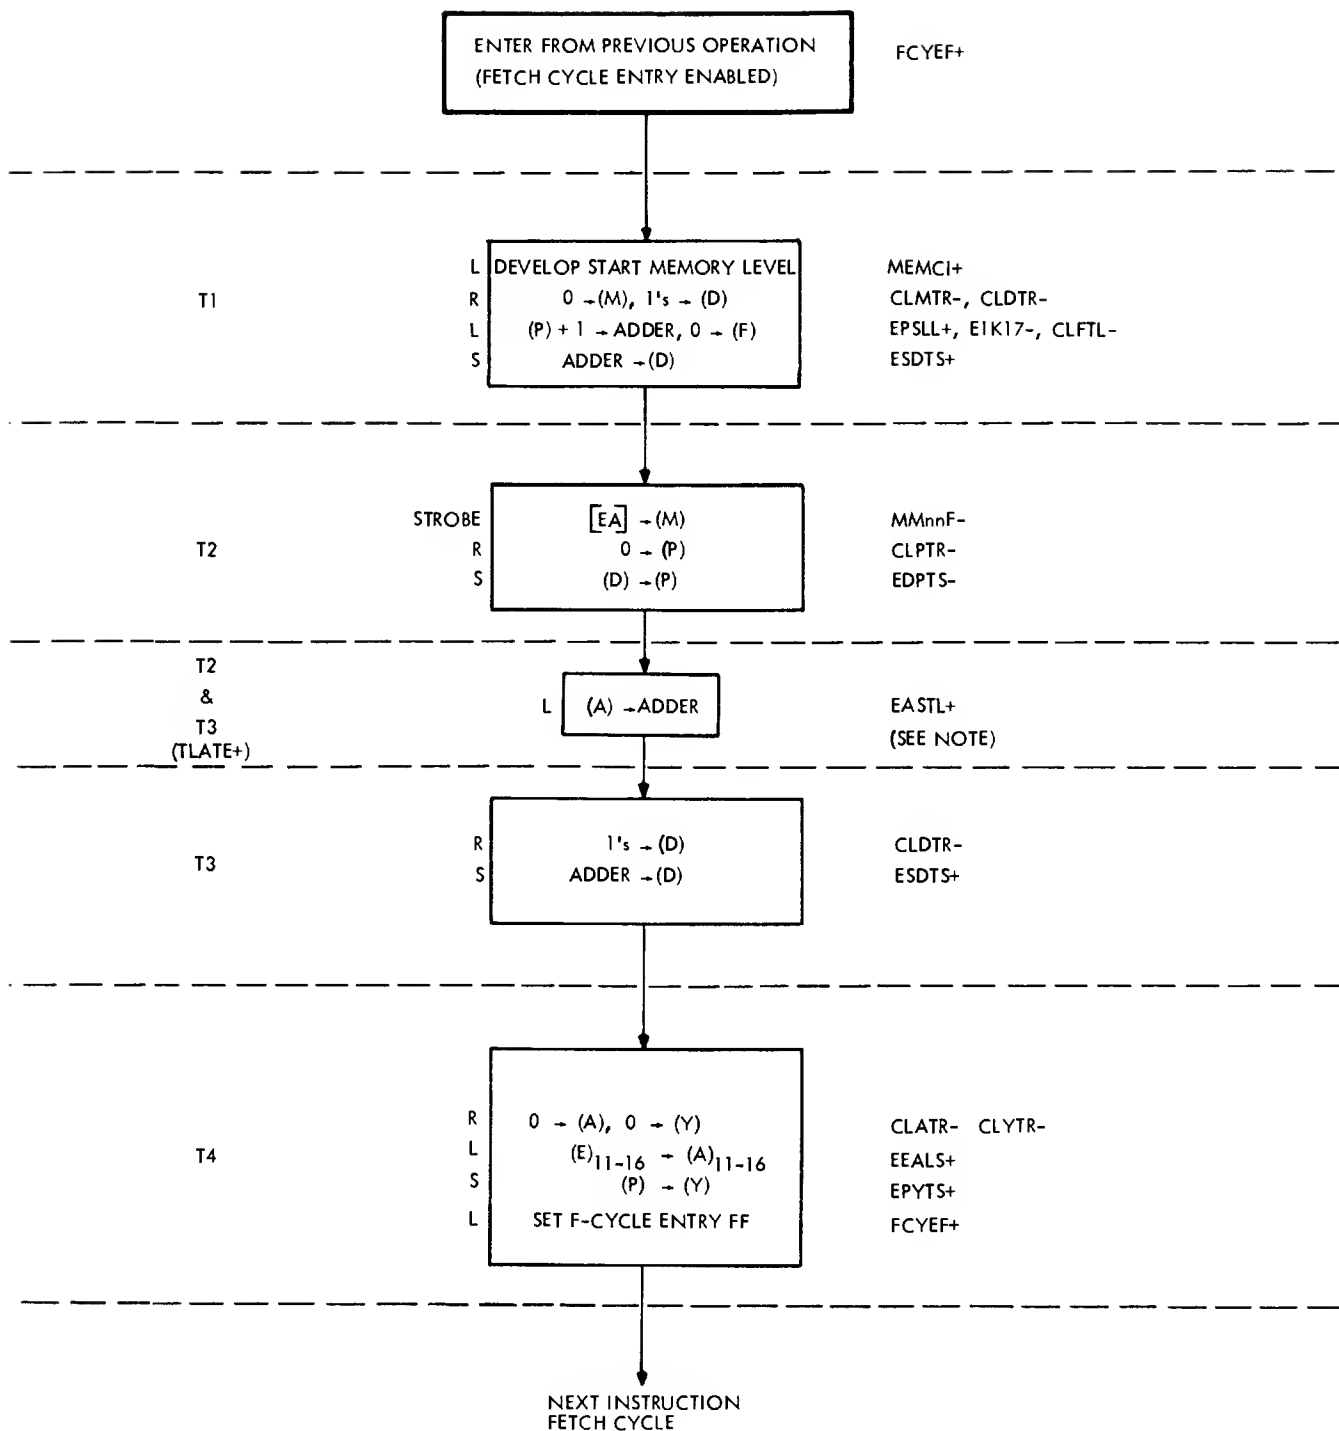 ENTER FROM PREVIOUS OPERATION
(FETCH CYCLE ENTRY ENABLED)
FCYEF+
T1
L DEVELOP START MEMORY LEVEL MEMCI+
R 0 → (M), 1's → (D) CLMTR-, CLDTR-
L (P) + 1 → ADDER, 0 → (F) EPSLL+, E1K17-, CLFTL-
S ADDER → (D) ESDTS+
T2
STROBE [EA] → (M) MMnnF-
R 0 → (P) CLPTR-
S (D) → (P) EDPTS-
T2
&
T3
(TLATE+)
L (A) → ADDER EASTL+
(SEE NOTE)
T3
R 1's → (D) CLDTR-
S ADDER → (D) ESDTS+
T4
R 0 → (A), 0 → (Y) CLATR- CLYTR-
L (E)11-16 → (A)11-16 EEALS+
S (P) → (Y) EPYTS+
L SET F-CYCLE ENTRY FF FCYEF+
NEXT INSTRUCTION
FETCH CYCLE